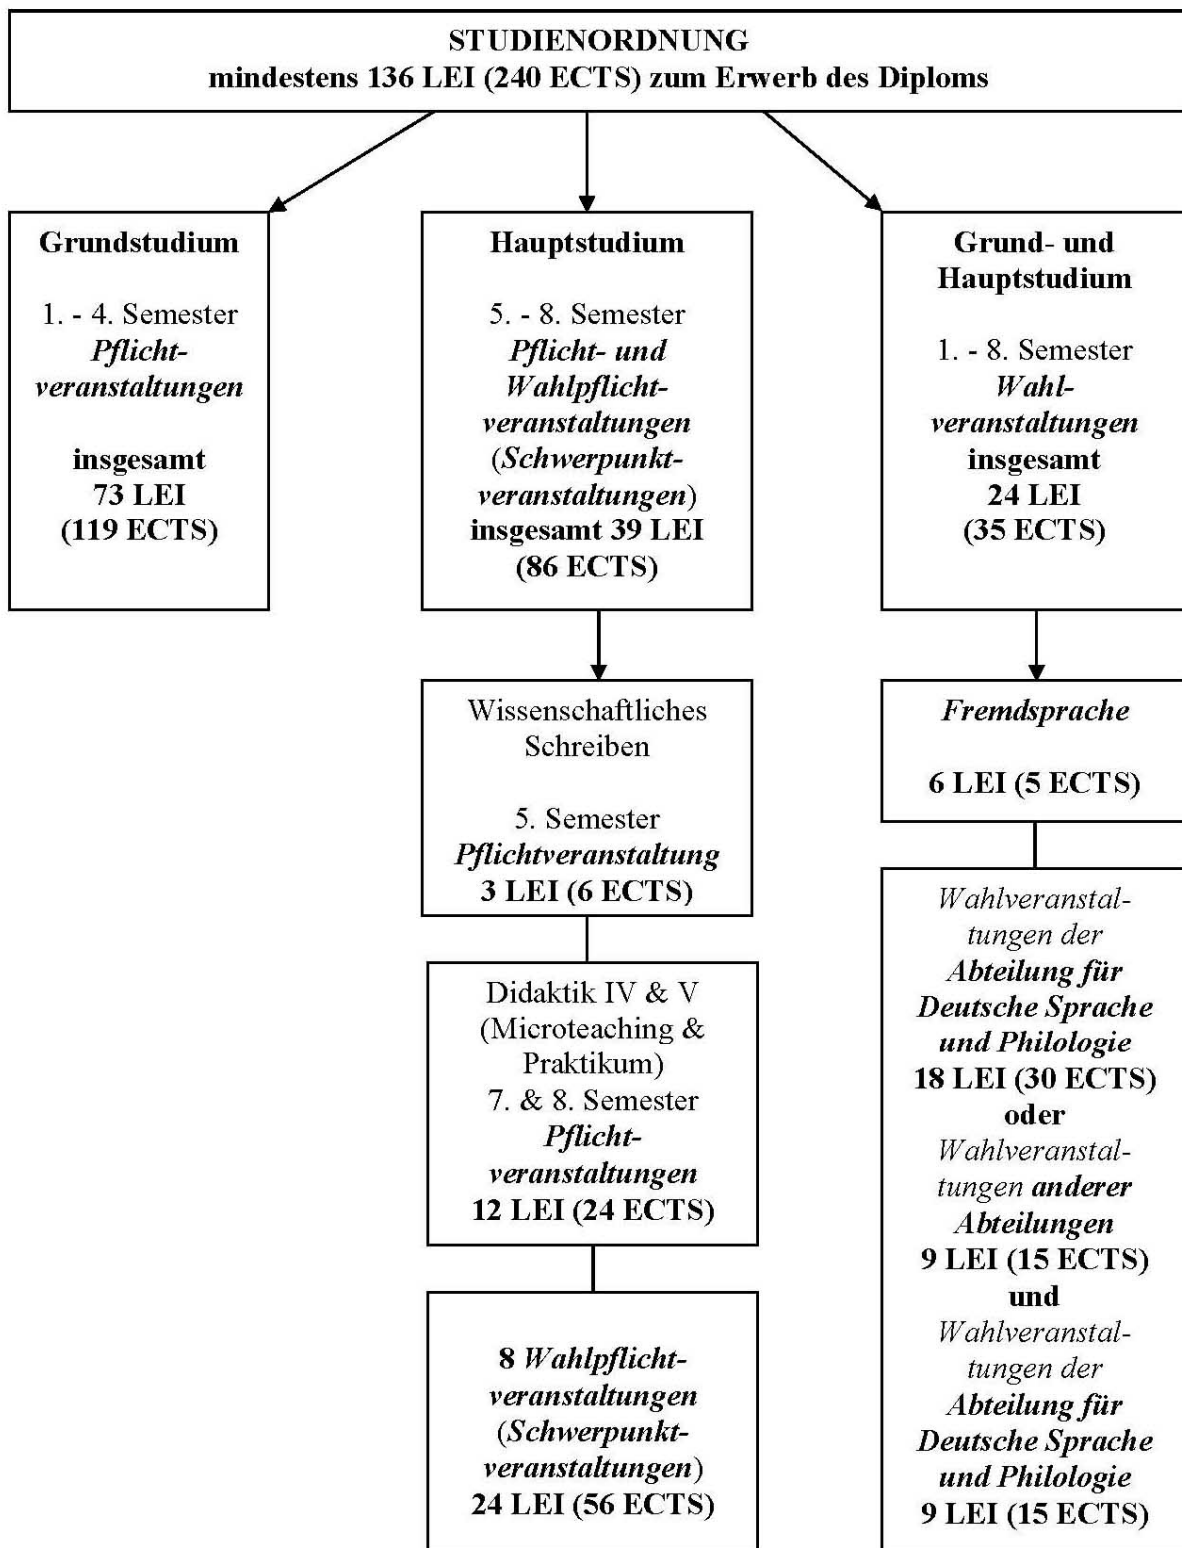 STUDIENORDNUNG
mindestens 136 LEI (240 ECTS) zum Erwerb des Diploms
Grundstudium
1. - 4. Semester
Pflicht-
veranstaltungen
insgesamt
73 LEI
(119 ECTS)
Hauptstudium
5. - 8. Semester
Pflicht- und
Wahlpflicht-
veranstaltungen
(Schwerpunkt-
veranstaltungen)
insgesamt 39 LEI
(86 ECTS)
Grund- und
Hauptstudium
1. - 8. Semester
Wahl-
veranstaltungen
insgesamt
24 LEI
(35 ECTS)
Wissenschaftliches
Schreiben
5. Semester
Pflichtveranstaltung
3 LEI (6 ECTS)
Didaktik IV & V
(Microteaching &
Praktikum)
7. & 8. Semester
Pflicht-
veranstaltungen
12 LEI (24 ECTS)
8 Wahlpflicht-
veranstaltungen
(Schwerpunkt-
veranstaltungen)
24 LEI (56 ECTS)
Fremdsprache
6 LEI (5 ECTS)
Wahlveranstal-
tungen der
Abteilung für
Deutsche Sprache
und Philologie
18 LEI (30 ECTS)
oder
Wahlveranstal-
tungen anderer
Abteilungen
9 LEI (15 ECTS)
und
Wahlveranstal-
tungen der
Abteilung für
Deutsche Sprache
und Philologie
9 LEI (15 ECTS)